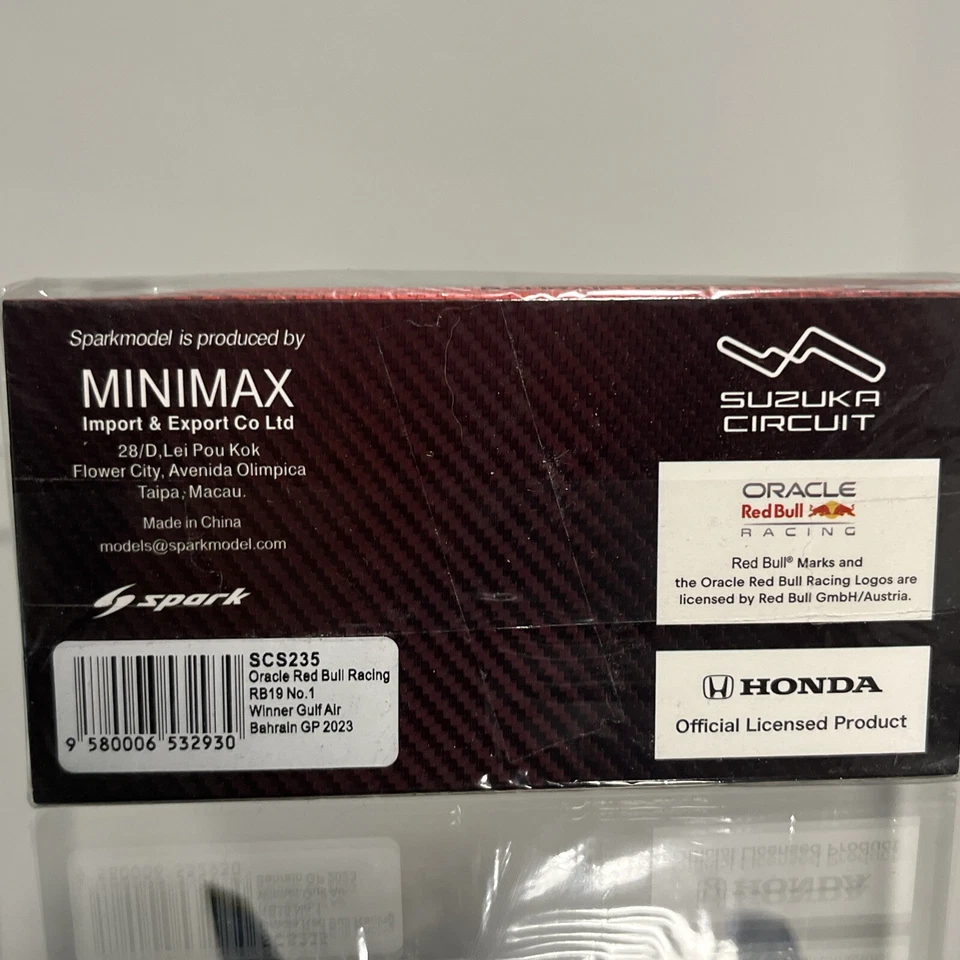 Sparkmodel is produced by
MINIMAX
Import & Export Co Ltd
28/D,Lei Pou Kok
Flower City, Avenida Olimpica
Taipa, Macau.
Made in China
models@sparkmodel.com
spark
SCS235
Oracle Red Bull Racing
RB19 No.1
Winner Gulf Air
Bahrain GP 2023
9 580006 532930
SUZUKA
CIRCUIT
ORACLE
Red Bull
RACING
Red Bull® Marks and
the Oracle Red Bull Racing Logos are
licensed by Red Bull GmbH/Austria.
HONDA
Official Licensed Product